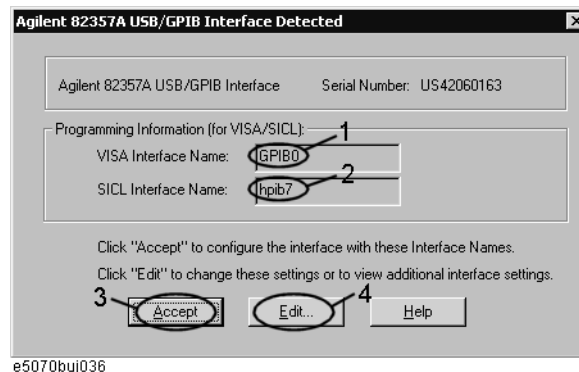 Agilent 82357A USB/GPIB Interface Detected
Agilent 82357A USB/GPIB Interface Serial Number: US42060163
Programming Information (for VISA/SICL):
1
VISA Interface Name: GPIB0
2
SICL Interface Name: hpib7
Click "Accept" to configure the interface with these Interface Names.
Click "Edit" to change these settings or to view additional interface settings.
3 4
Accept Edit... Help
e5070bui036